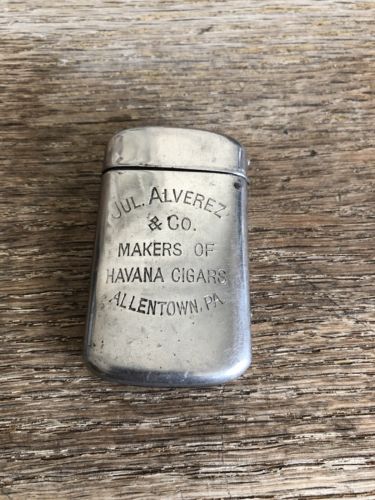 JUL. ALVEREZ
& CO.
MAKERS OF
HAVANA CIGARS
ALLENTOWN, PA